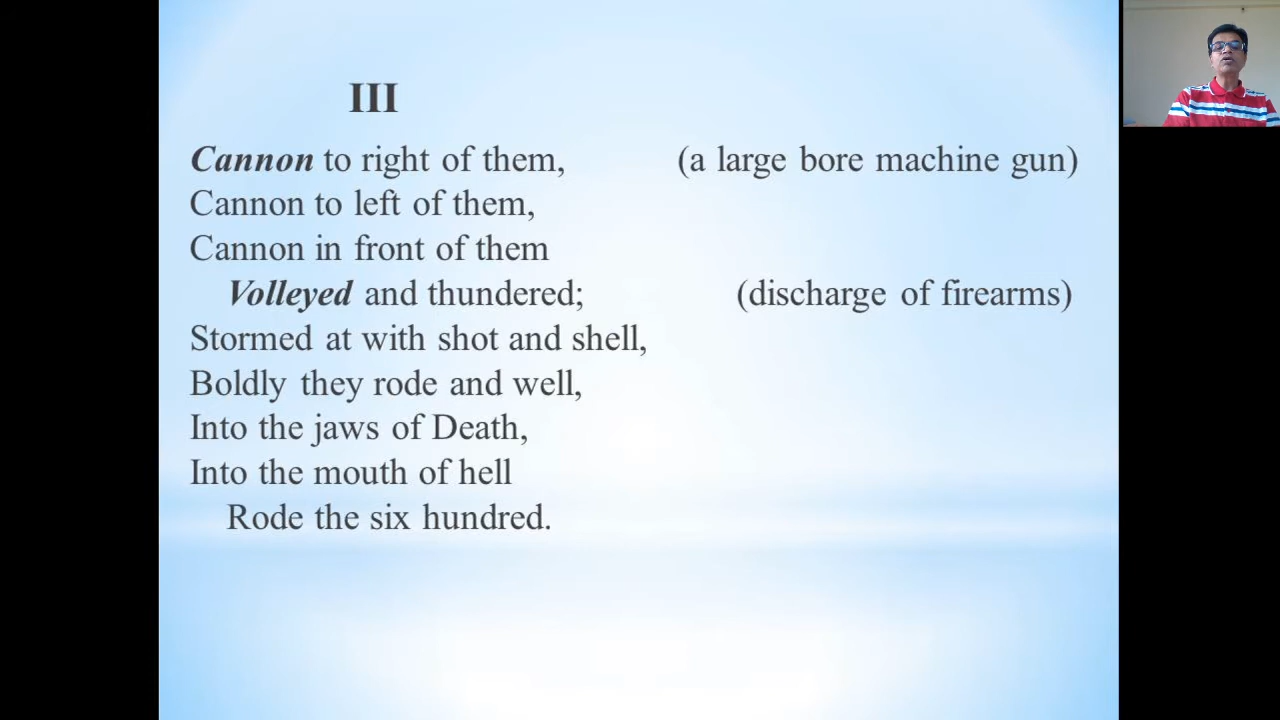 III
Cannon to right of them, (a large bore machine gun)
Cannon to left of them,
Cannon in front of them
Volleyed and thundered; (discharge of firearms)
Stormed at with shot and shell,
Boldly they rode and well,
Into the jaws of Death,
Into the mouth of hell
Rode the six hundred.